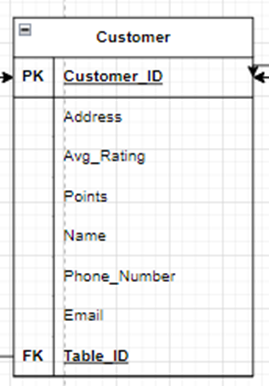 Customer
PK Customer_ID
Address
Avg_Rating
Points
Name
Phone_Number
Email
FK Table_ID